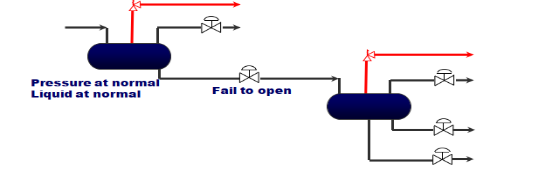 Pressure at normal
Liquid at normal
Fail to open